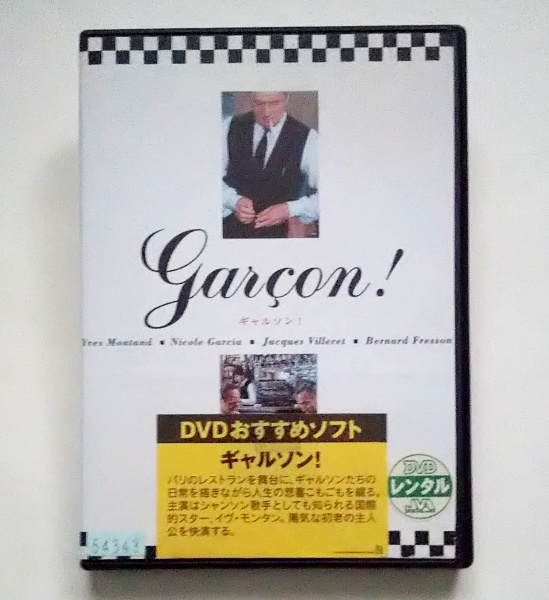 garçon!
ギャルソン！
Yves Montand ■ Nicole Garcia ■ Jacques Villeret ■ Bernard Fresson
DVDおすすめソフト
ギャルソン!
パリのレストランを舞台に、ギャルソンたちの
日常を描きながら人生の悲喜こもごもを綴る。
主演はシャンソン歌手としても知られる国際
的スター、イヴ・モンタン。陽気な初老の主人
公を快演する。
DVD
レンタル
54343